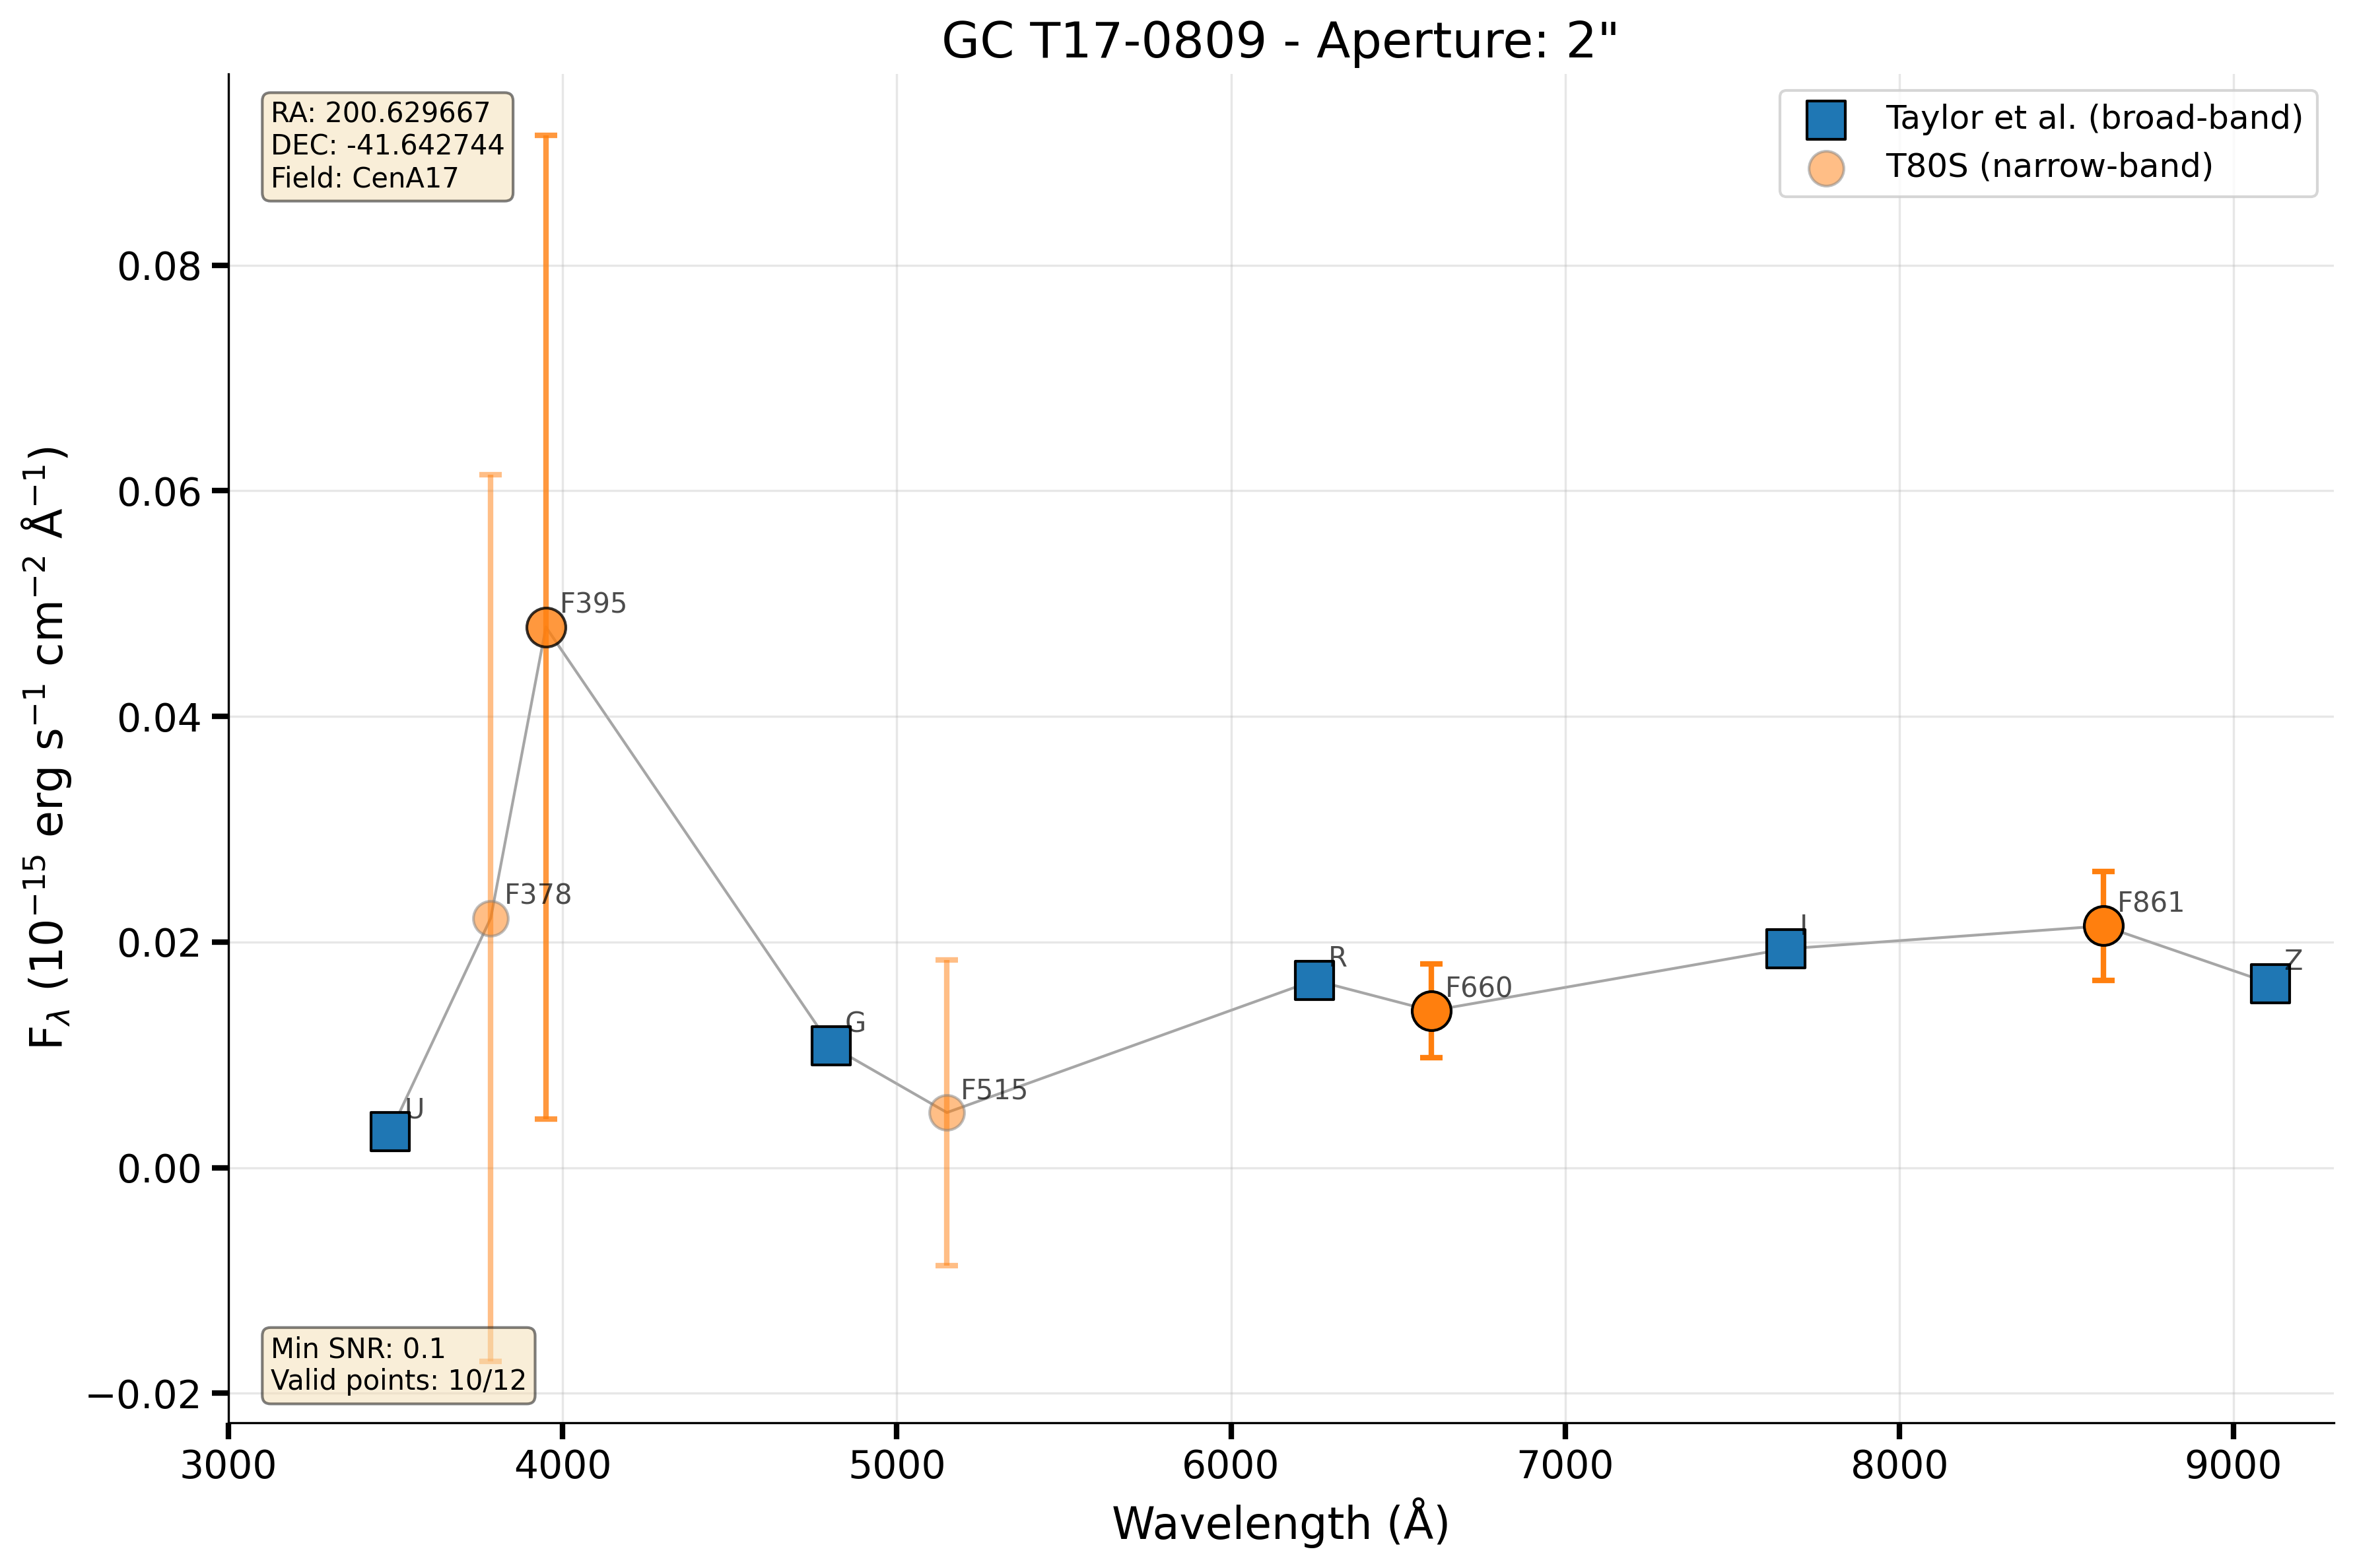 GC T17-0809 - Aperture: 2"
RA: 200.629667
DEC: -41.642744
Field: CenA17
Taylor et al. (broad-band)
T80S (narrow-band)
F_λ (10⁻¹⁵ erg s⁻¹ cm⁻² Å⁻¹)
0.08
0.06
0.04
0.02
0.00
−0.02
U
F378
F395
G
F515
R
F660
I
F861
Z
Min SNR: 0.1
Valid points: 10/12
3000 4000 5000 6000 7000 8000 9000
Wavelength (Å)